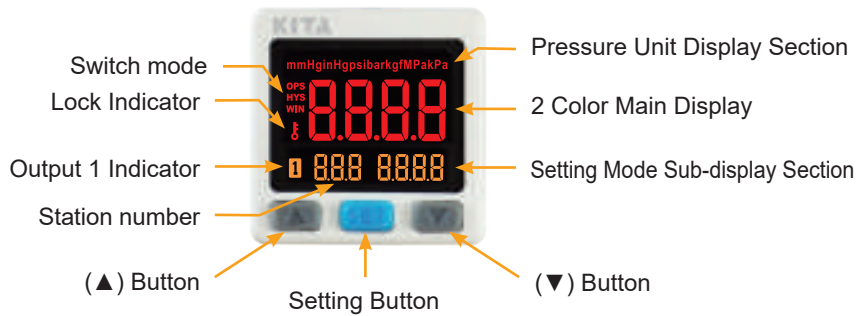 KITA
Pressure Unit Display Section
mmHginHgpsibarkgfMPakPa
Switch mode
OPS
HYS
WIN
8.8.8.8
2 Color Main Display
Lock Indicator
Output 1 Indicator
1 8.8.8 8.8.8.8
Setting Mode Sub-display Section
Station number
▲ SET ▼
(▲) Button
Setting Button
(▼) Button